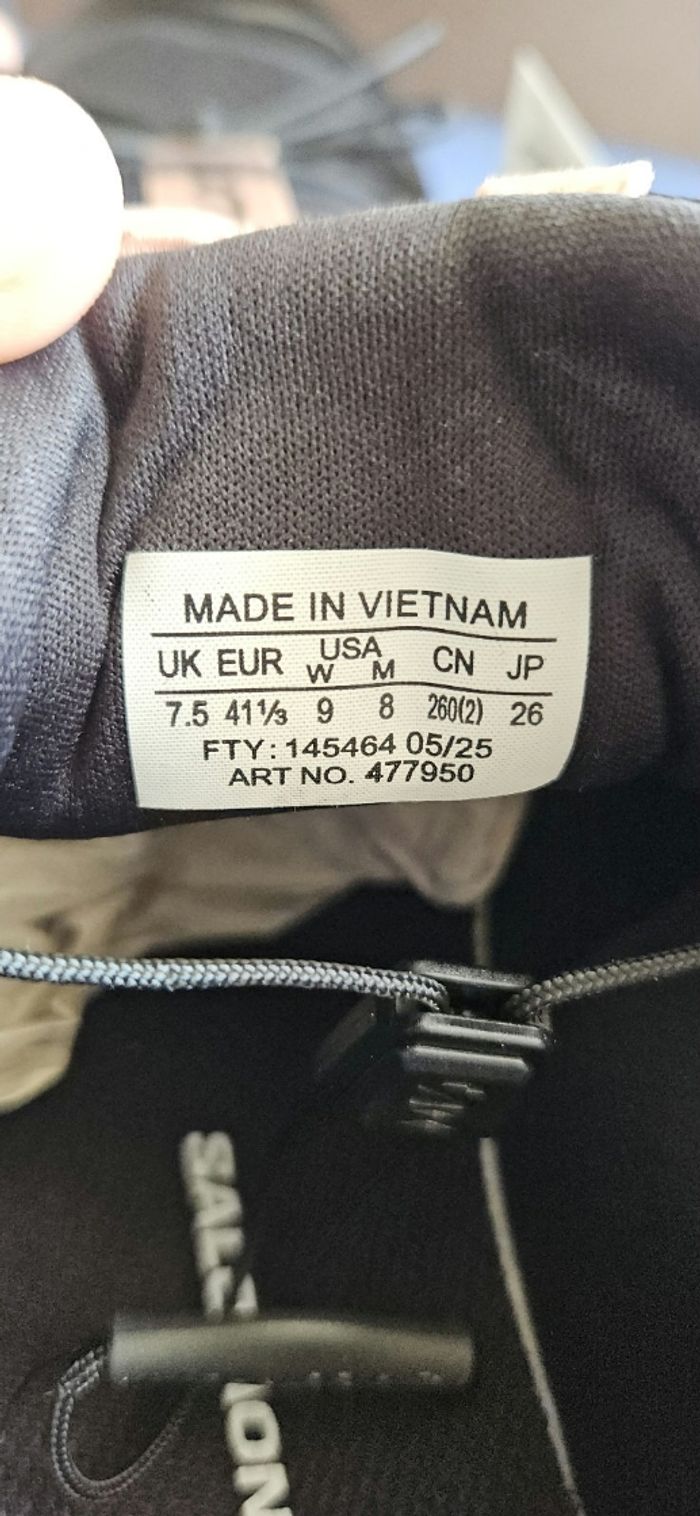 MADE IN VIETNAM
UK EUR USA W M CN JP
7.5 41⅓ 9 8 260(2) 26
FTY: 145464 05/25
ART NO. 477950
SALOMON